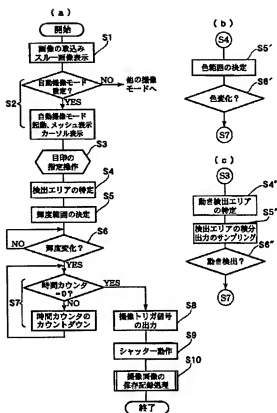 (a)
開始
S1
画像の取込み
スルー画像表示
S2
自動撮像モード
設定?
NO
他の撮像
モードへ
YES
自動撮像モード
起動、メッシュ表示
カーソル表示
S3
目印の
指定操作
S4
検出エリアの特定
S5
輝度範囲の決定
S6
NO
輝度変化?
YES
S7
時間カウンタ
=0?
YES
NO
時間カウンタの
カウントダウン
S8
撮像トリガ信号
の出力
S9
シャッター動作
S10
撮像画像の
保存記録処理
終了
(b)
S4
S5′
色範囲の決定
S6′
色変化?
S7
(c)
S3
S4″
動き検出エリア
の特定
S5″
検出エリアの積分
出力のサンプリング
S6″
動き検出?
S7